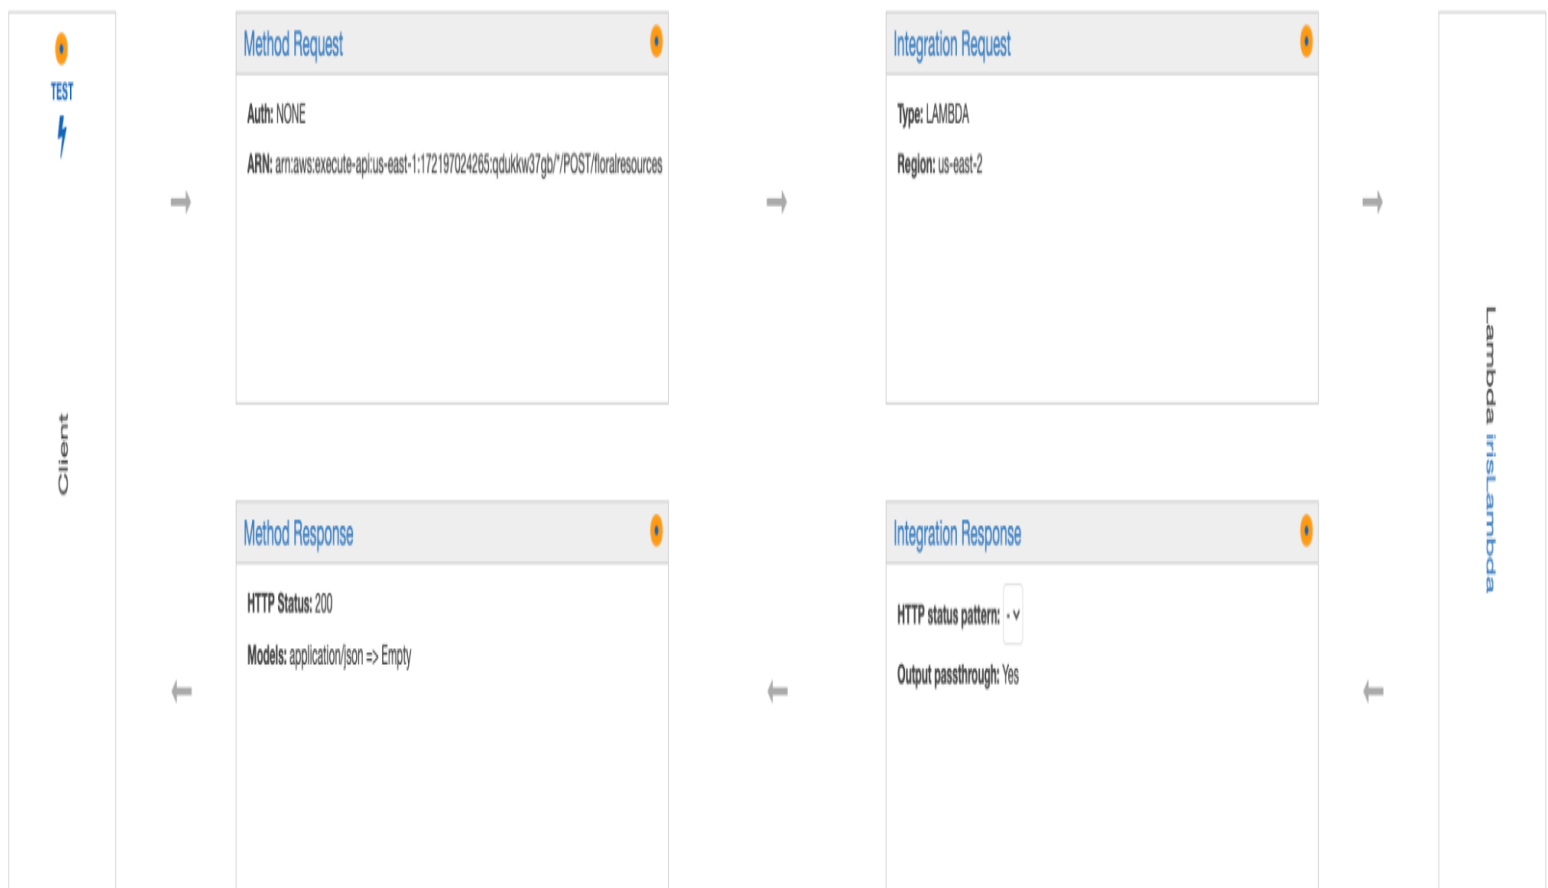 TEST
Client
Method Request
Auth: NONE
ARN: arn:aws:execute-api:us-east-1:172197024265:qdukkw37gb/*/POST/floralresources
Integration Request
Type: LAMBDA
Region: us-east-2
Lambda irisLambda
Method Response
HTTP Status: 200
Models: application/json => Empty
Integration Response
HTTP status pattern: -
Output passthrough: Yes